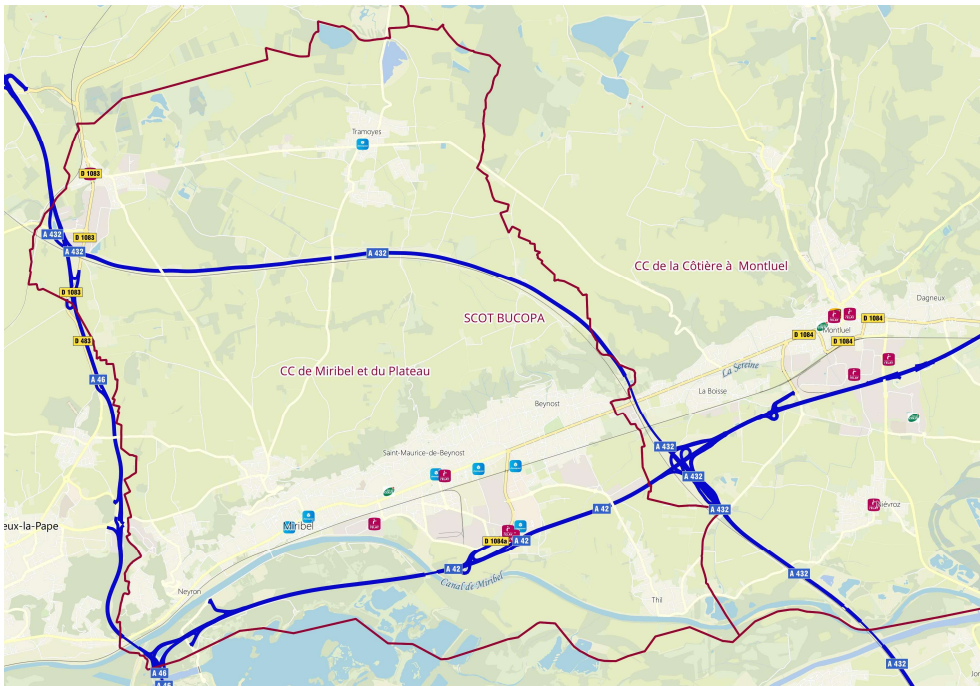 Tramoyes
D 1083
A 432
D 1083
A 432
A 432
CC de la Côtière à Montluel
D 1083
Dagneux
SCOT BUCOPA
D 1084
Montluel
D 1084
D 1084
D 483
CC de Miribel et du Plateau
La Sereine
A 46
La Boisse
Beynost
A 432
Saint-Maurice-de-Beynost
A 432
A 42
A 432
eux-la-Pape
Miribel
D 1084a
A 42
A 42
A 432
Canal de Miribel
Neyron
Thil
A 432
A 46